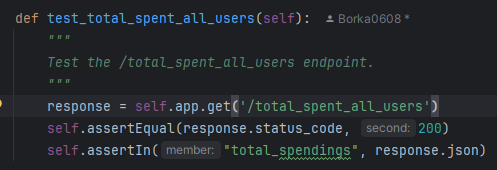 def test_total_spent_all_users(self): Borka0608 *
"""
Test the /total_spent_all_users endpoint.
"""
response = self.app.get('/total_spent_all_users')
self.assertEqual(response.status_code, second: 200)
self.assertIn( member: "total_spendings", response.json)